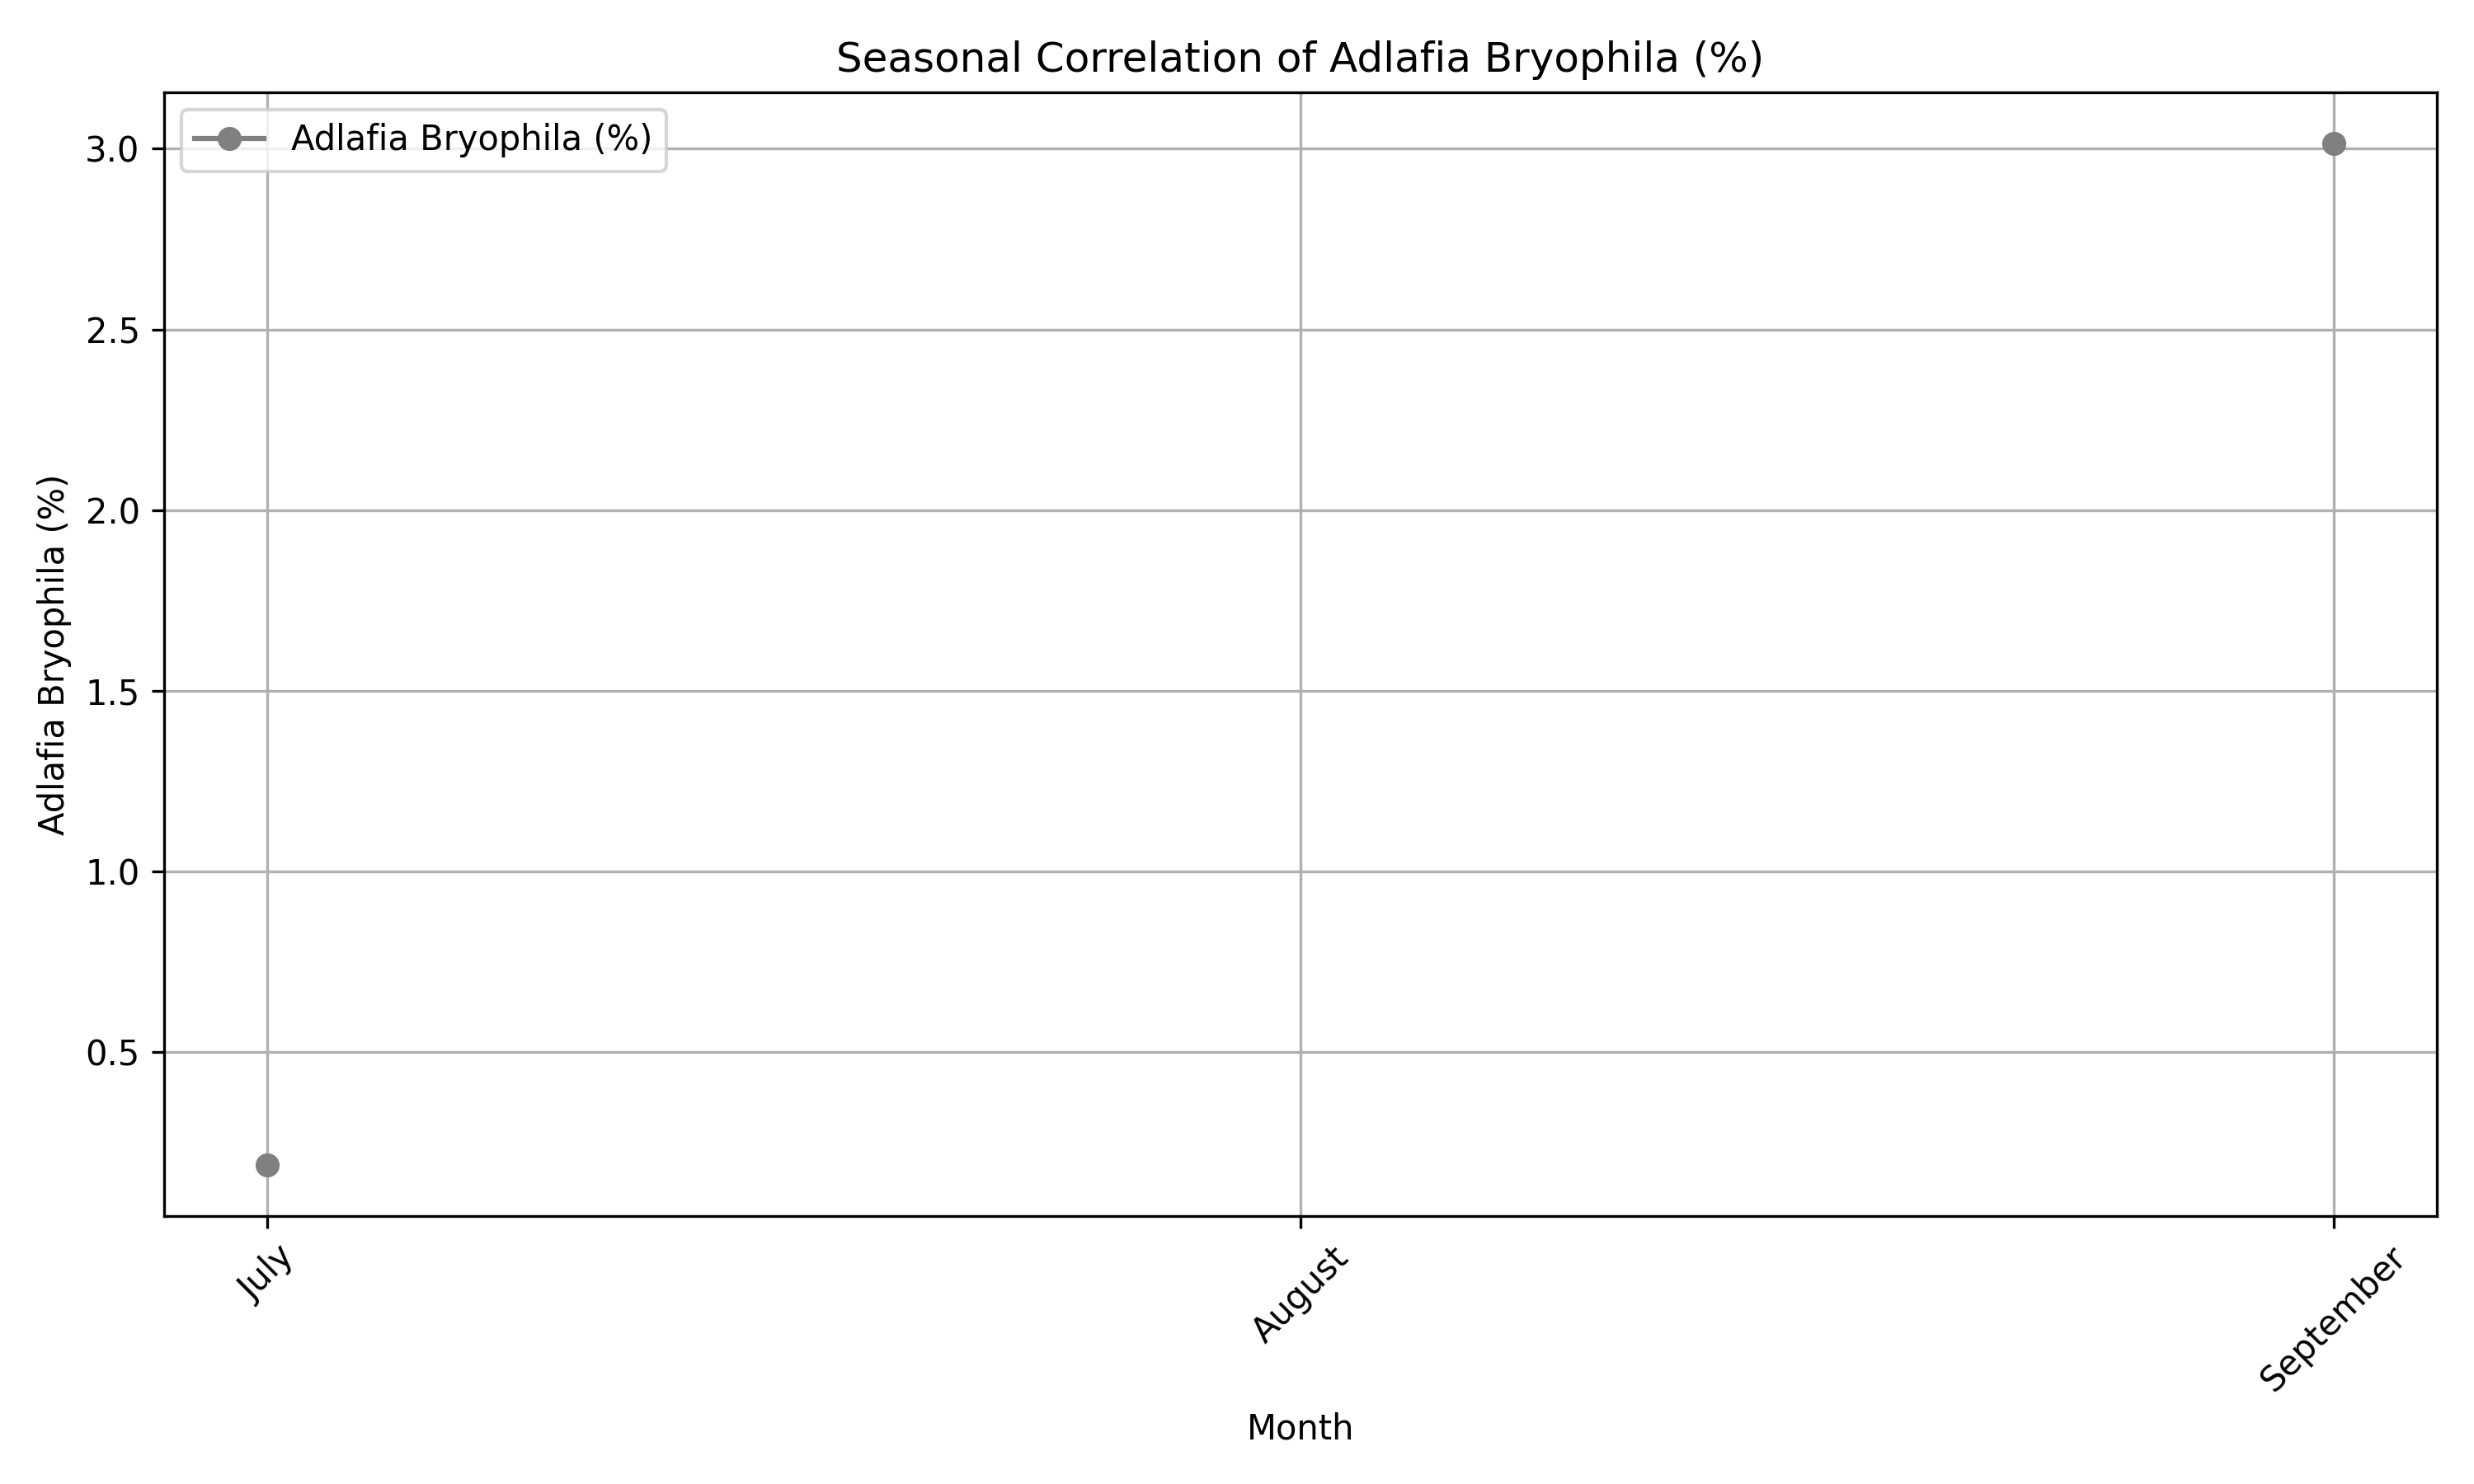 Seasonal Correlation of Adlafia Bryophila (%)
Adlafia Bryophila (%)
Adlafia Bryophila (%)
3.0
2.5
2.0
1.5
1.0
0.5
July
August
September
Month